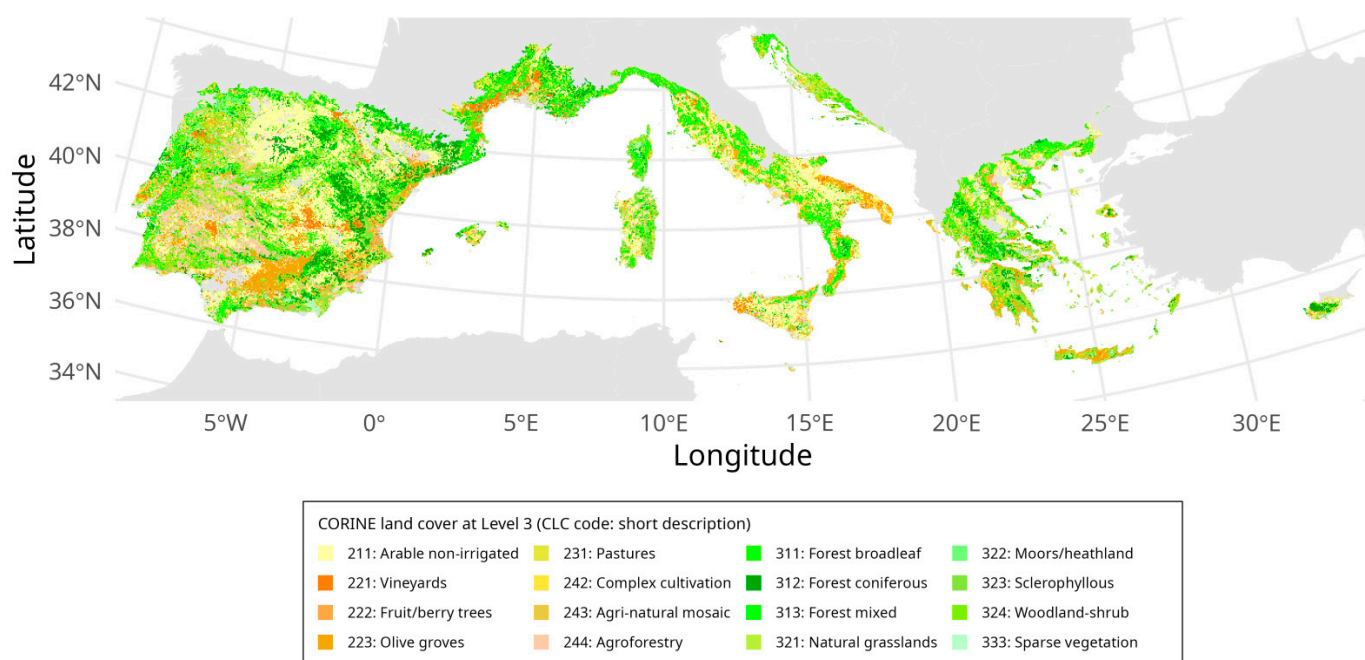 42°N
40°N
38°N
36°N
34°N
Latitude
5°W 0° 5°E 10°E 15°E 20°E 25°E 30°E
Longitude
CORINE land cover at Level 3 (CLC code: short description)
211: Arable non-irrigated 231: Pastures 311: Forest broadleaf 322: Moors/heathland
221: Vineyards 242: Complex cultivation 312: Forest coniferous 323: Sclerophyllous
222: Fruit/berry trees 243: Agri-natural mosaic 313: Forest mixed 324: Woodland-shrub
223: Olive groves 244: Agroforestry 321: Natural grasslands 333: Sparse vegetation